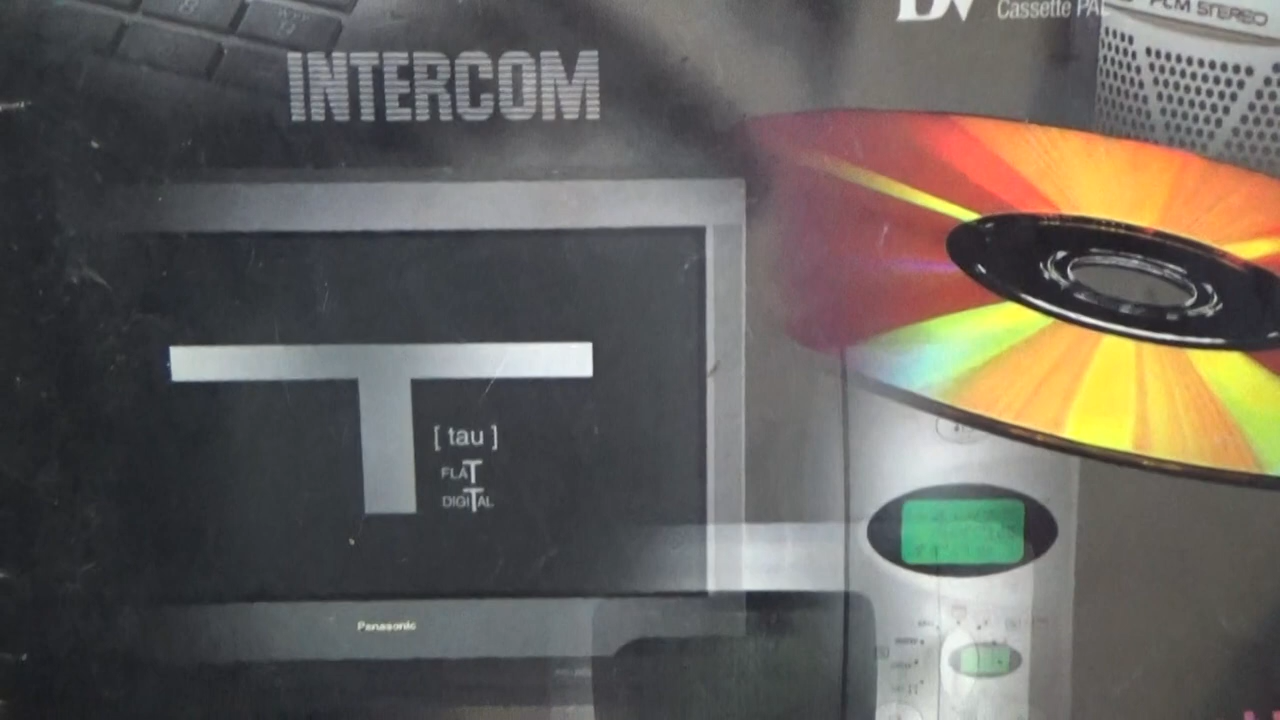 DV Cassette PAL
PCM STEREO
INTERCOM
[ tau ]
FLAT
DIGITAL
Panasonic